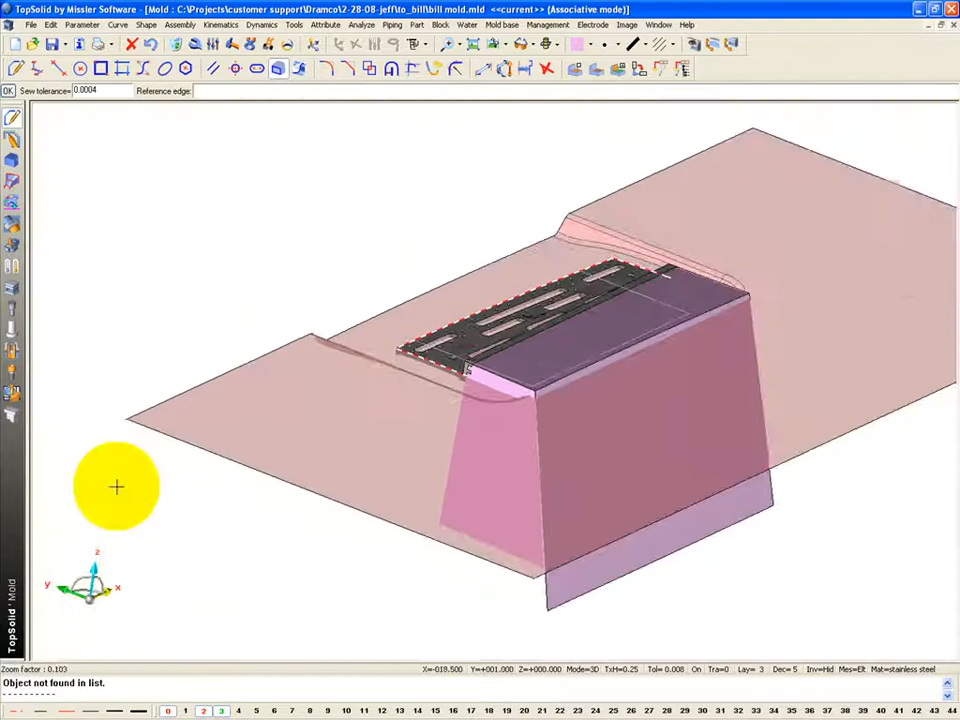 TopSolid by Missler Software - [Mold : C:\Projects\customer support\Dramco\2-28-08-jeff\to_bill\bill mold.mld <<current>> (Associative mode)]
File Edit Parameter Curve Shape Assembly Kinematics Dynamics Tools Attribute Analyze Piping Part Block Water Mold base Management Electrode Image Window Help
OK Sew tolerance= 0.0004 Reference edge:
z
y x
TopSolid'Mold
Zoom factor : 0.103 X=-018.500 Y=+001.000 Z=+000.000 Mode=3D TxH=0.25 Tol= 0.008 On Tra=0 Lay= 3 Dec= 5 Inv=Hid Mes=Elt Mat=stainless steel
Object not found in list.
----------
0 1 2 3 4 5 6 7 8 9 10 11 12 13 14 15 16 17 18 19 20 21 22 23 24 25 26 27 28 29 30 31 32 33 34 35 36 37 38 39 40 41 42 43 44